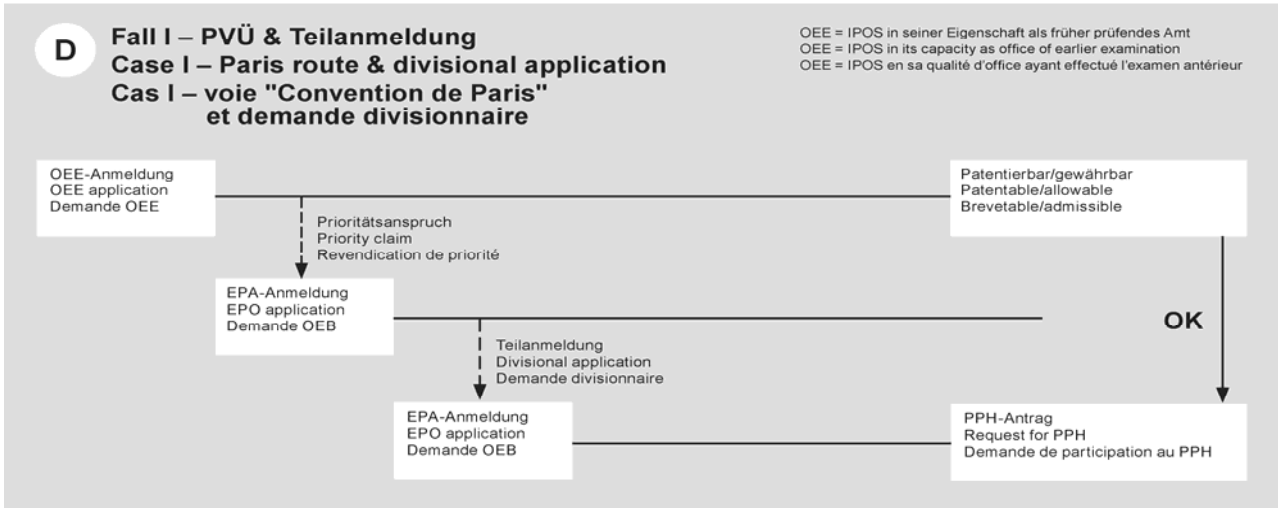 D
Fall I – PVÜ & Teilanmeldung
Case I – Paris route & divisional application
Cas I – voie "Convention de Paris"
et demande divisionnaire
OEE = IPOS in seiner Eigenschaft als früher prüfendes Amt
OEE = IPOS in its capacity as office of earlier examination
OEE = IPOS en sa qualité d'office ayant effectué l'examen antérieur
OEE-Anmeldung
OEE application
Demande OEE
Patentierbar/gewährbar
Patentable/allowable
Brevetable/admissible
Prioritätsanspruch
Priority claim
Revendication de priorité
EPA-Anmeldung
EPO application
Demande OEB
OK
Teilanmeldung
Divisional application
Demande divisionnaire
EPA-Anmeldung
EPO application
Demande OEB
PPH-Antrag
Request for PPH
Demande de participation au PPH